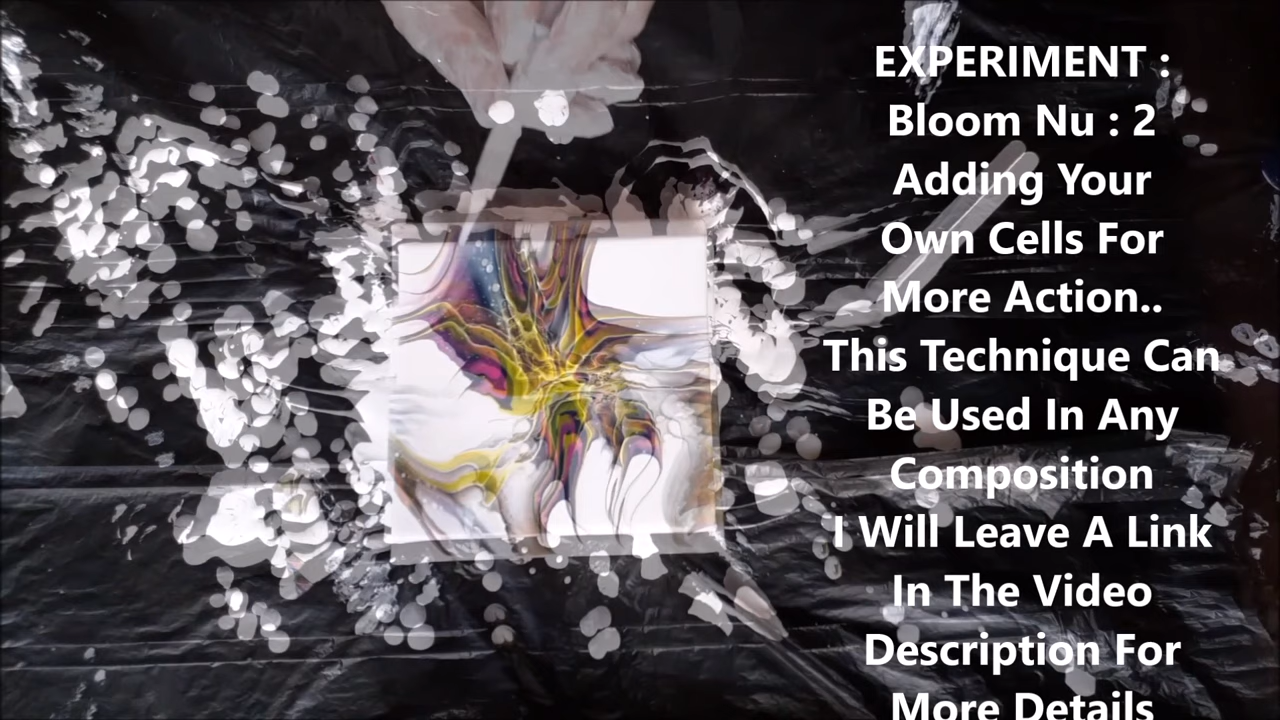 EXPERIMENT :
Bloom Nu : 2
Adding Your
Own Cells For
More Action..
This Technique Can
Be Used In Any
Composition
I Will Leave A Link
In The Video
Description For
More Details